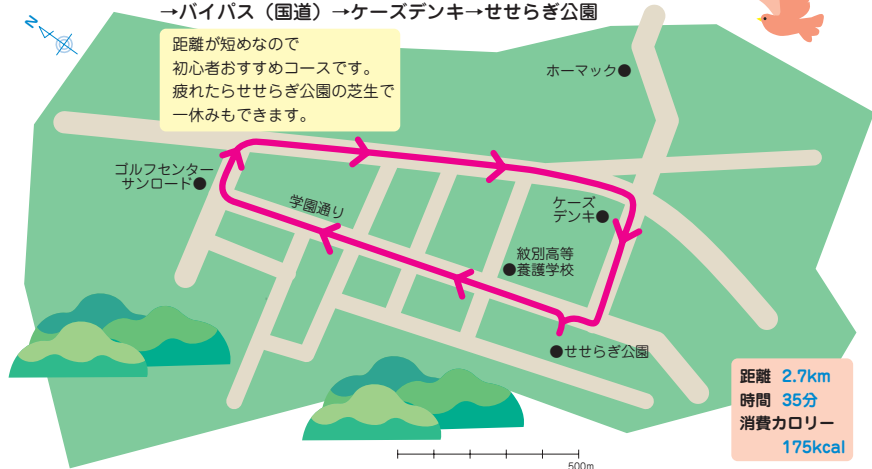 →バイパス（国道）→ケーズデンキ→せせらぎ公園
N
距離が短めなので
初心者おすすめコースです。
疲れたらせせらぎ公園の芝生で
一休みもできます。
ホーマック
ゴルフセンター
サンロード
学園通り
ケーズ
デンキ
紋別高等
養護学校
せせらぎ公園
距離 2.7km
時間 35分
消費カロリー
175kcal
500m